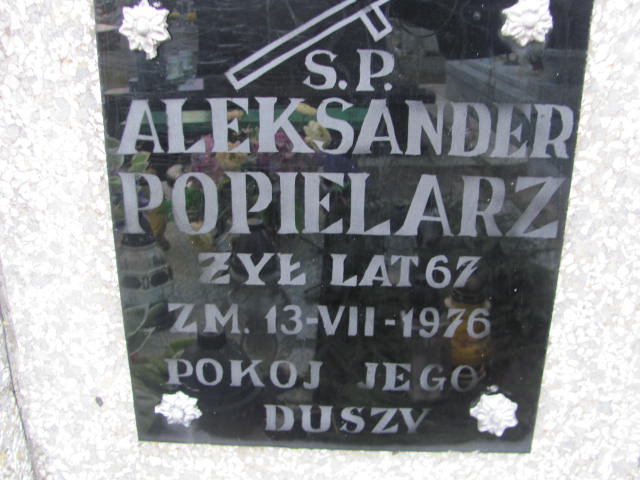 S.P.
ALEKSANDER
POPIELARZ
ŻYŁ LAT 67
ZM. 13-VII-1976
POKOJ JEGO
DUSZY